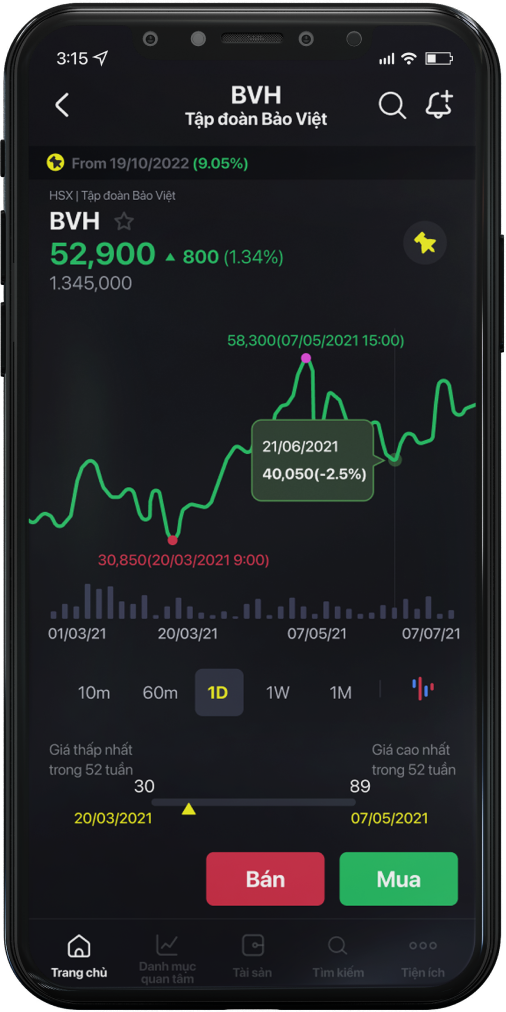 3:15
BVH
Tập đoàn Bảo Việt
From 19/10/2022 (9.05%)
HSX | Tập đoàn Bảo Việt
BVH
52,900 ▲ 800 (1.34%)
1.345,000
58,300(07/05/2021 15:00)
21/06/2021
40,050(-2.5%)
30,850(20/03/2021 9:00)
01/03/21 20/03/21 07/05/21 07/07/21
10m 60m 1D 1W 1M
Giá thấp nhất
trong 52 tuần
Giá cao nhất
trong 52 tuần
30 89
20/03/2021 07/05/2021
Bán Mua
Trang chủ
Danh mục
quan tâm
Tài sản
Tìm kiếm
Tiện ích